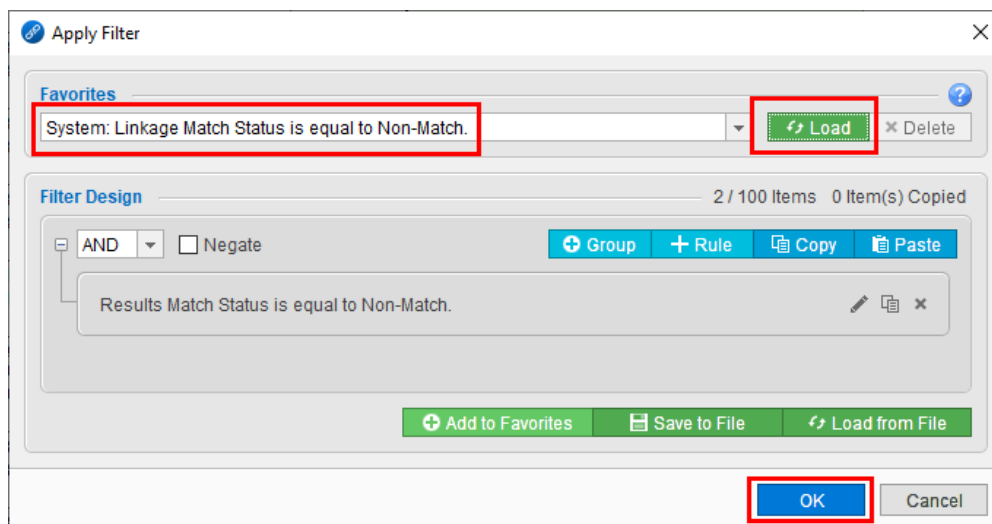 Apply Filter
Favorites
System: Linkage Match Status is equal to Non-Match.
Load
Delete
Filter Design
2 / 100 Items 0 Item(s) Copied
AND
Negate
Group
Rule
Copy
Paste
Results Match Status is equal to Non-Match.
Add to Favorites
Save to File
Load from File
OK
Cancel